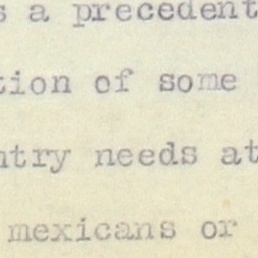 s a precedent
tion of some
ntry needs at
mexicans or